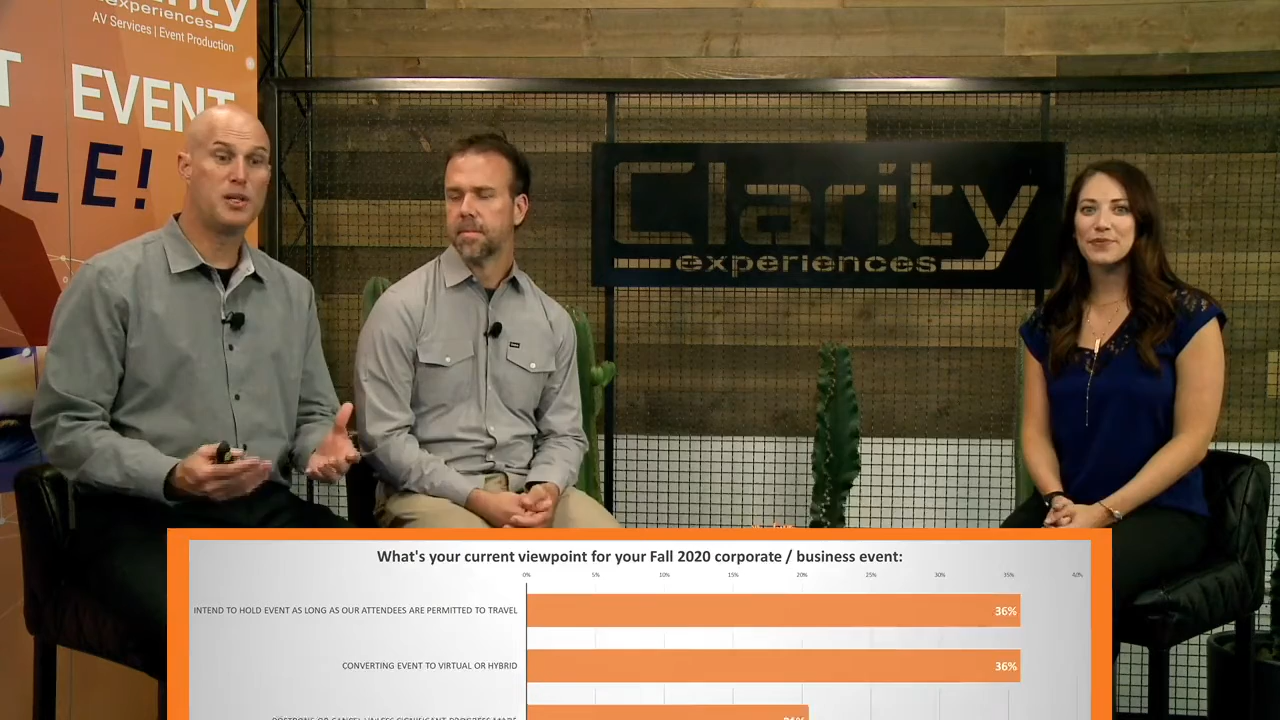 experiences
AV Services | Event Production
EVENT
BLE!
Clarity
experiences
What's your current viewpoint for your Fall 2020 corporate / business event:
0% 5% 10% 15% 20% 25% 30% 35% 40%
INTEND TO HOLD EVENT AS LONG AS OUR ATTENDEES ARE PERMITTED TO TRAVEL 36%
CONVERTING EVENT TO VIRTUAL OR HYBRID 36%